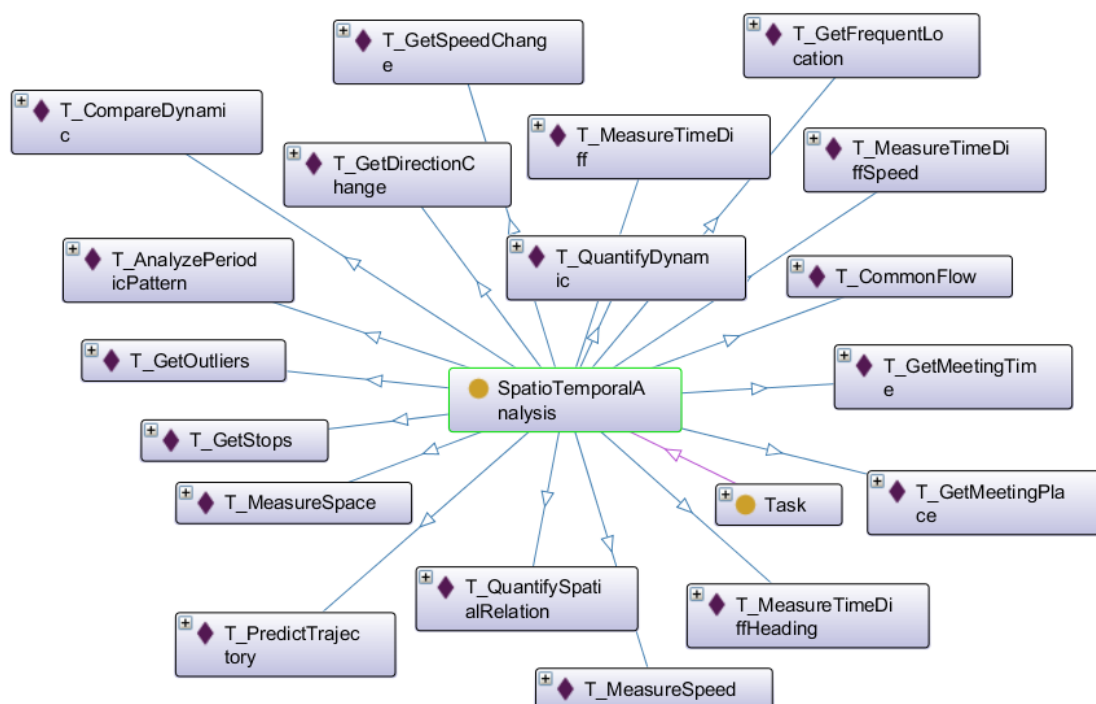 T_GetSpeedChang
e
T_GetFrequentLo
cation
T_CompareDynami
c
T_MeasureTimeDi
ff
T_GetDirectionC
hange
T_MeasureTimeDi
ffSpeed
T_AnalyzePeriod
icPattern
T_QuantifyDynam
ic
T_CommonFlow
T_GetOutliers
T_GetMeetingTim
e
SpatioTemporalA
nalysis
T_GetStops
T_MeasureSpace
Task
T_GetMeetingPla
ce
T_QuantifySpati
alRelation
T_MeasureTimeDi
ffHeading
T_PredictTrajec
tory
T_MeasureSpeed